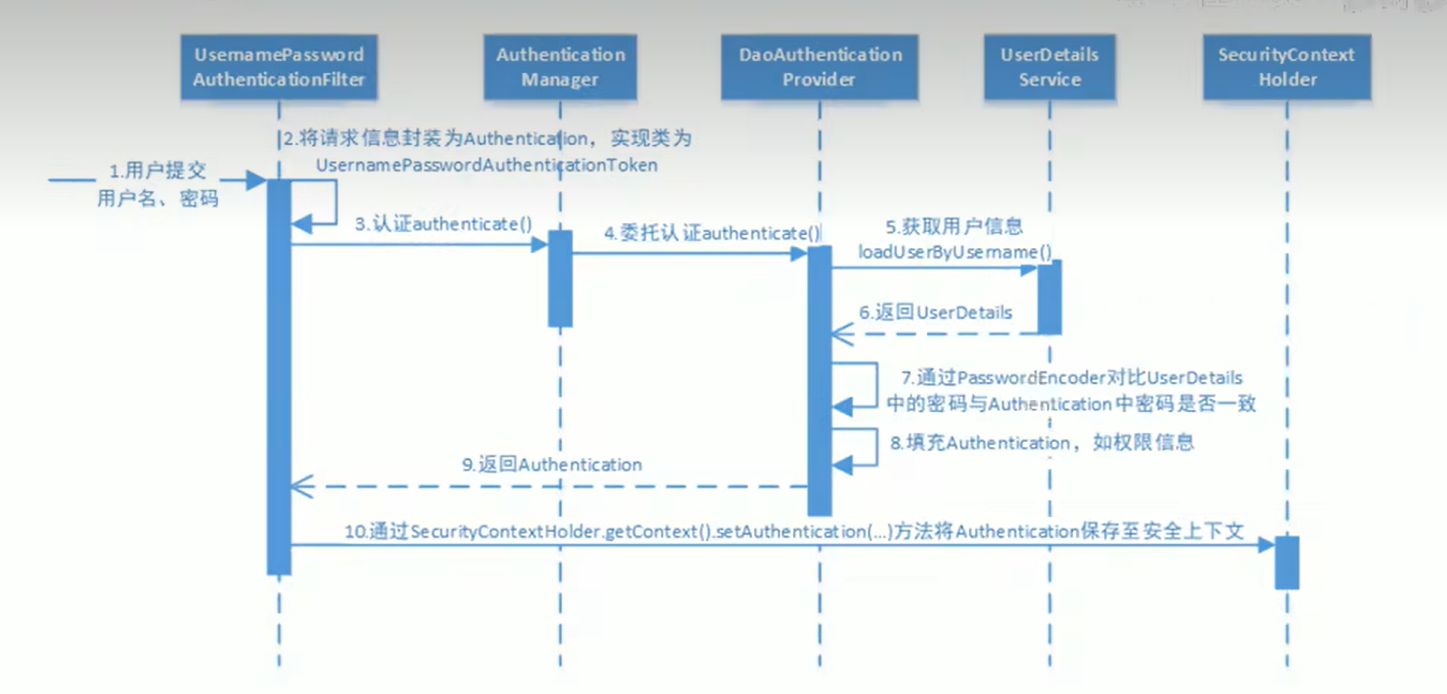 UsernamePassword
AuthenticationFilter
Authentication
Manager
DaoAuthentication
Provider
UserDetails
Service
SecurityContext
Holder
2.将请求信息封装为Authentication，实现类为
UsernamePasswordAuthenticationToken
1.用户提交
用户名、密码
3.认证authenticate()
4.委托认证authenticate()
5.获取用户信息
loadUserByUsername()
6.返回UserDetails
7.通过PasswordEncoder对比UserDetails
中的密码与Authentication中密码是否一致
8.填充Authentication，如权限信息
9.返回Authentication
10.通过SecurityContextHolder.getContext().setAuthentication(...)方法将Authentication保存至安全上下文